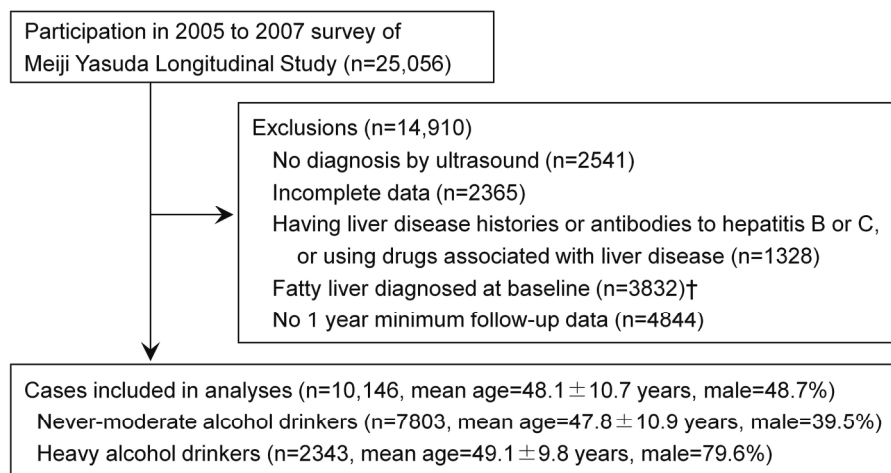 Participation in 2005 to 2007 survey of
Meiji Yasuda Longitudinal Study (n=25,056)
Exclusions (n=14,910)
No diagnosis by ultrasound (n=2541)
Incomplete data (n=2365)
Having liver disease histories or antibodies to hepatitis B or C,
or using drugs associated with liver disease (n=1328)
Fatty liver diagnosed at baseline (n=3832)†
No 1 year minimum follow-up data (n=4844)
Cases included in analyses (n=10,146, mean age=48.1±10.7 years, male=48.7%)
Never-moderate alcohol drinkers (n=7803, mean age=47.8±10.9 years, male=39.5%)
Heavy alcohol drinkers (n=2343, mean age=49.1±9.8 years, male=79.6%)